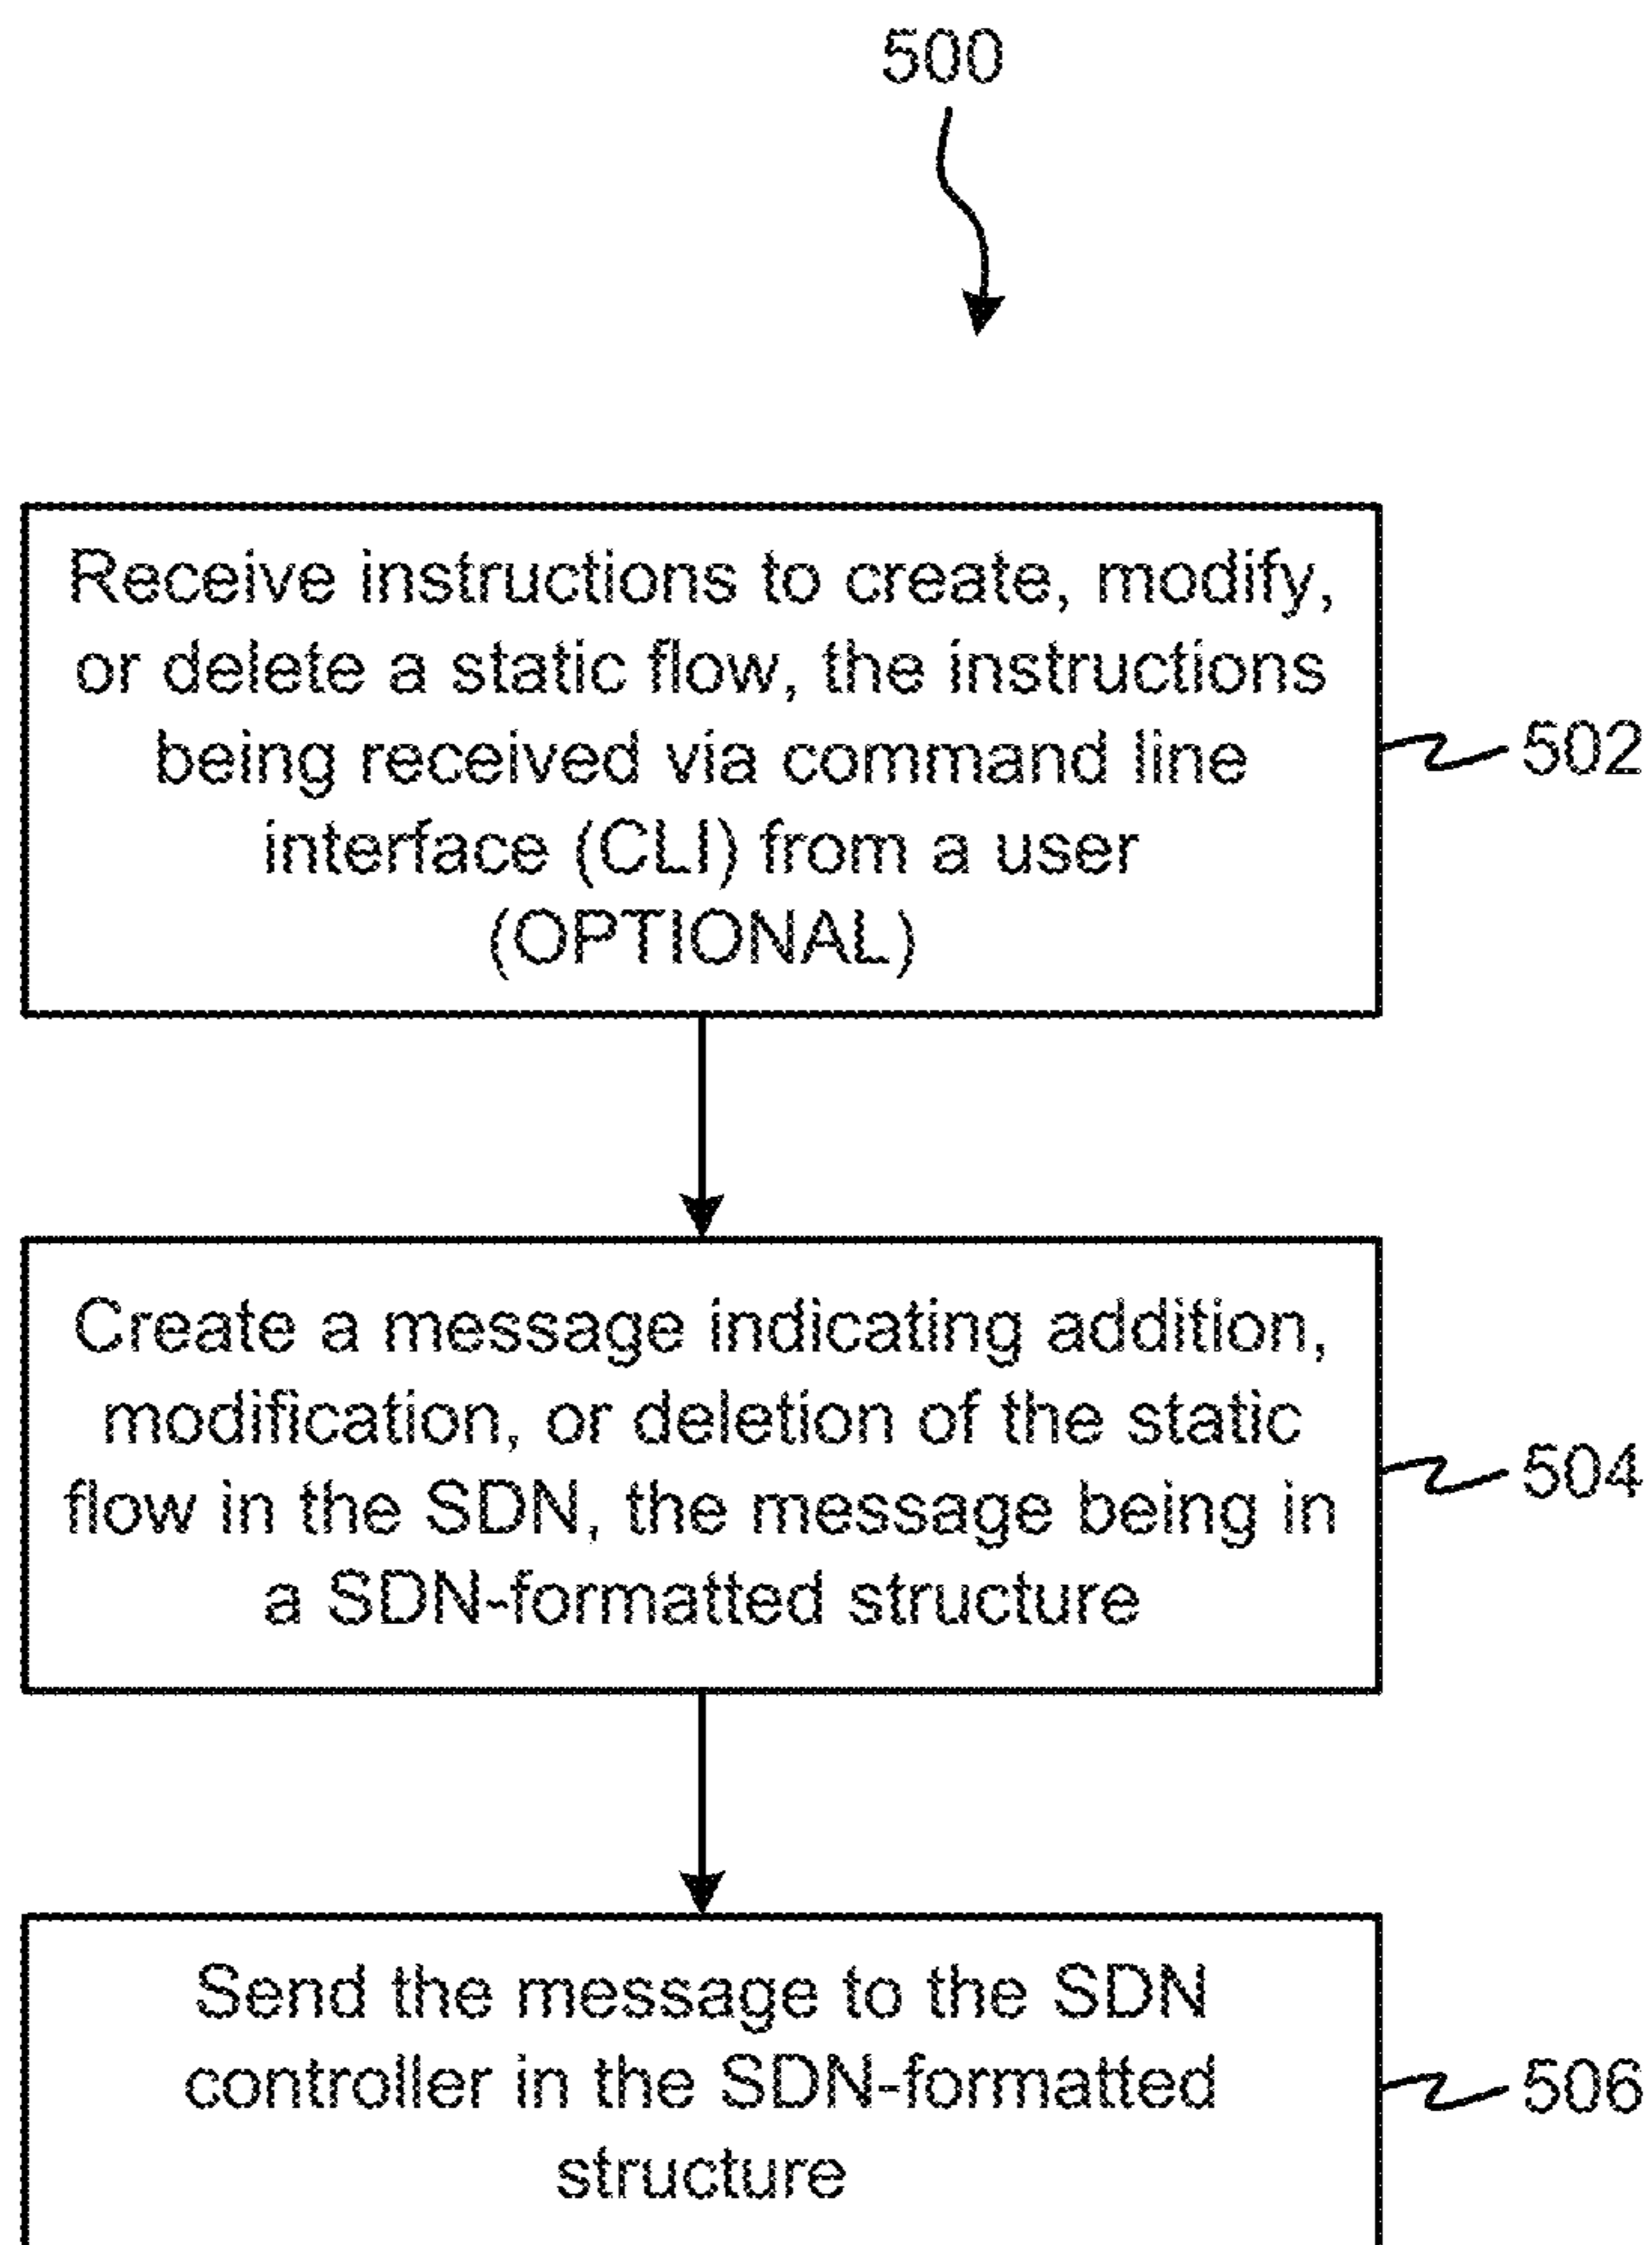 500
Receive instructions to create, modify,
or delete a static flow, the instructions
being received via command line
interface (CLI) from a user
(OPTIONAL)
502
Create a message indicating addition,
modification, or deletion of the static
flow in the SDN, the message being in
a SDN-formatted structure
504
Send the message to the SDN
controller in the SDN-formatted
structure
506